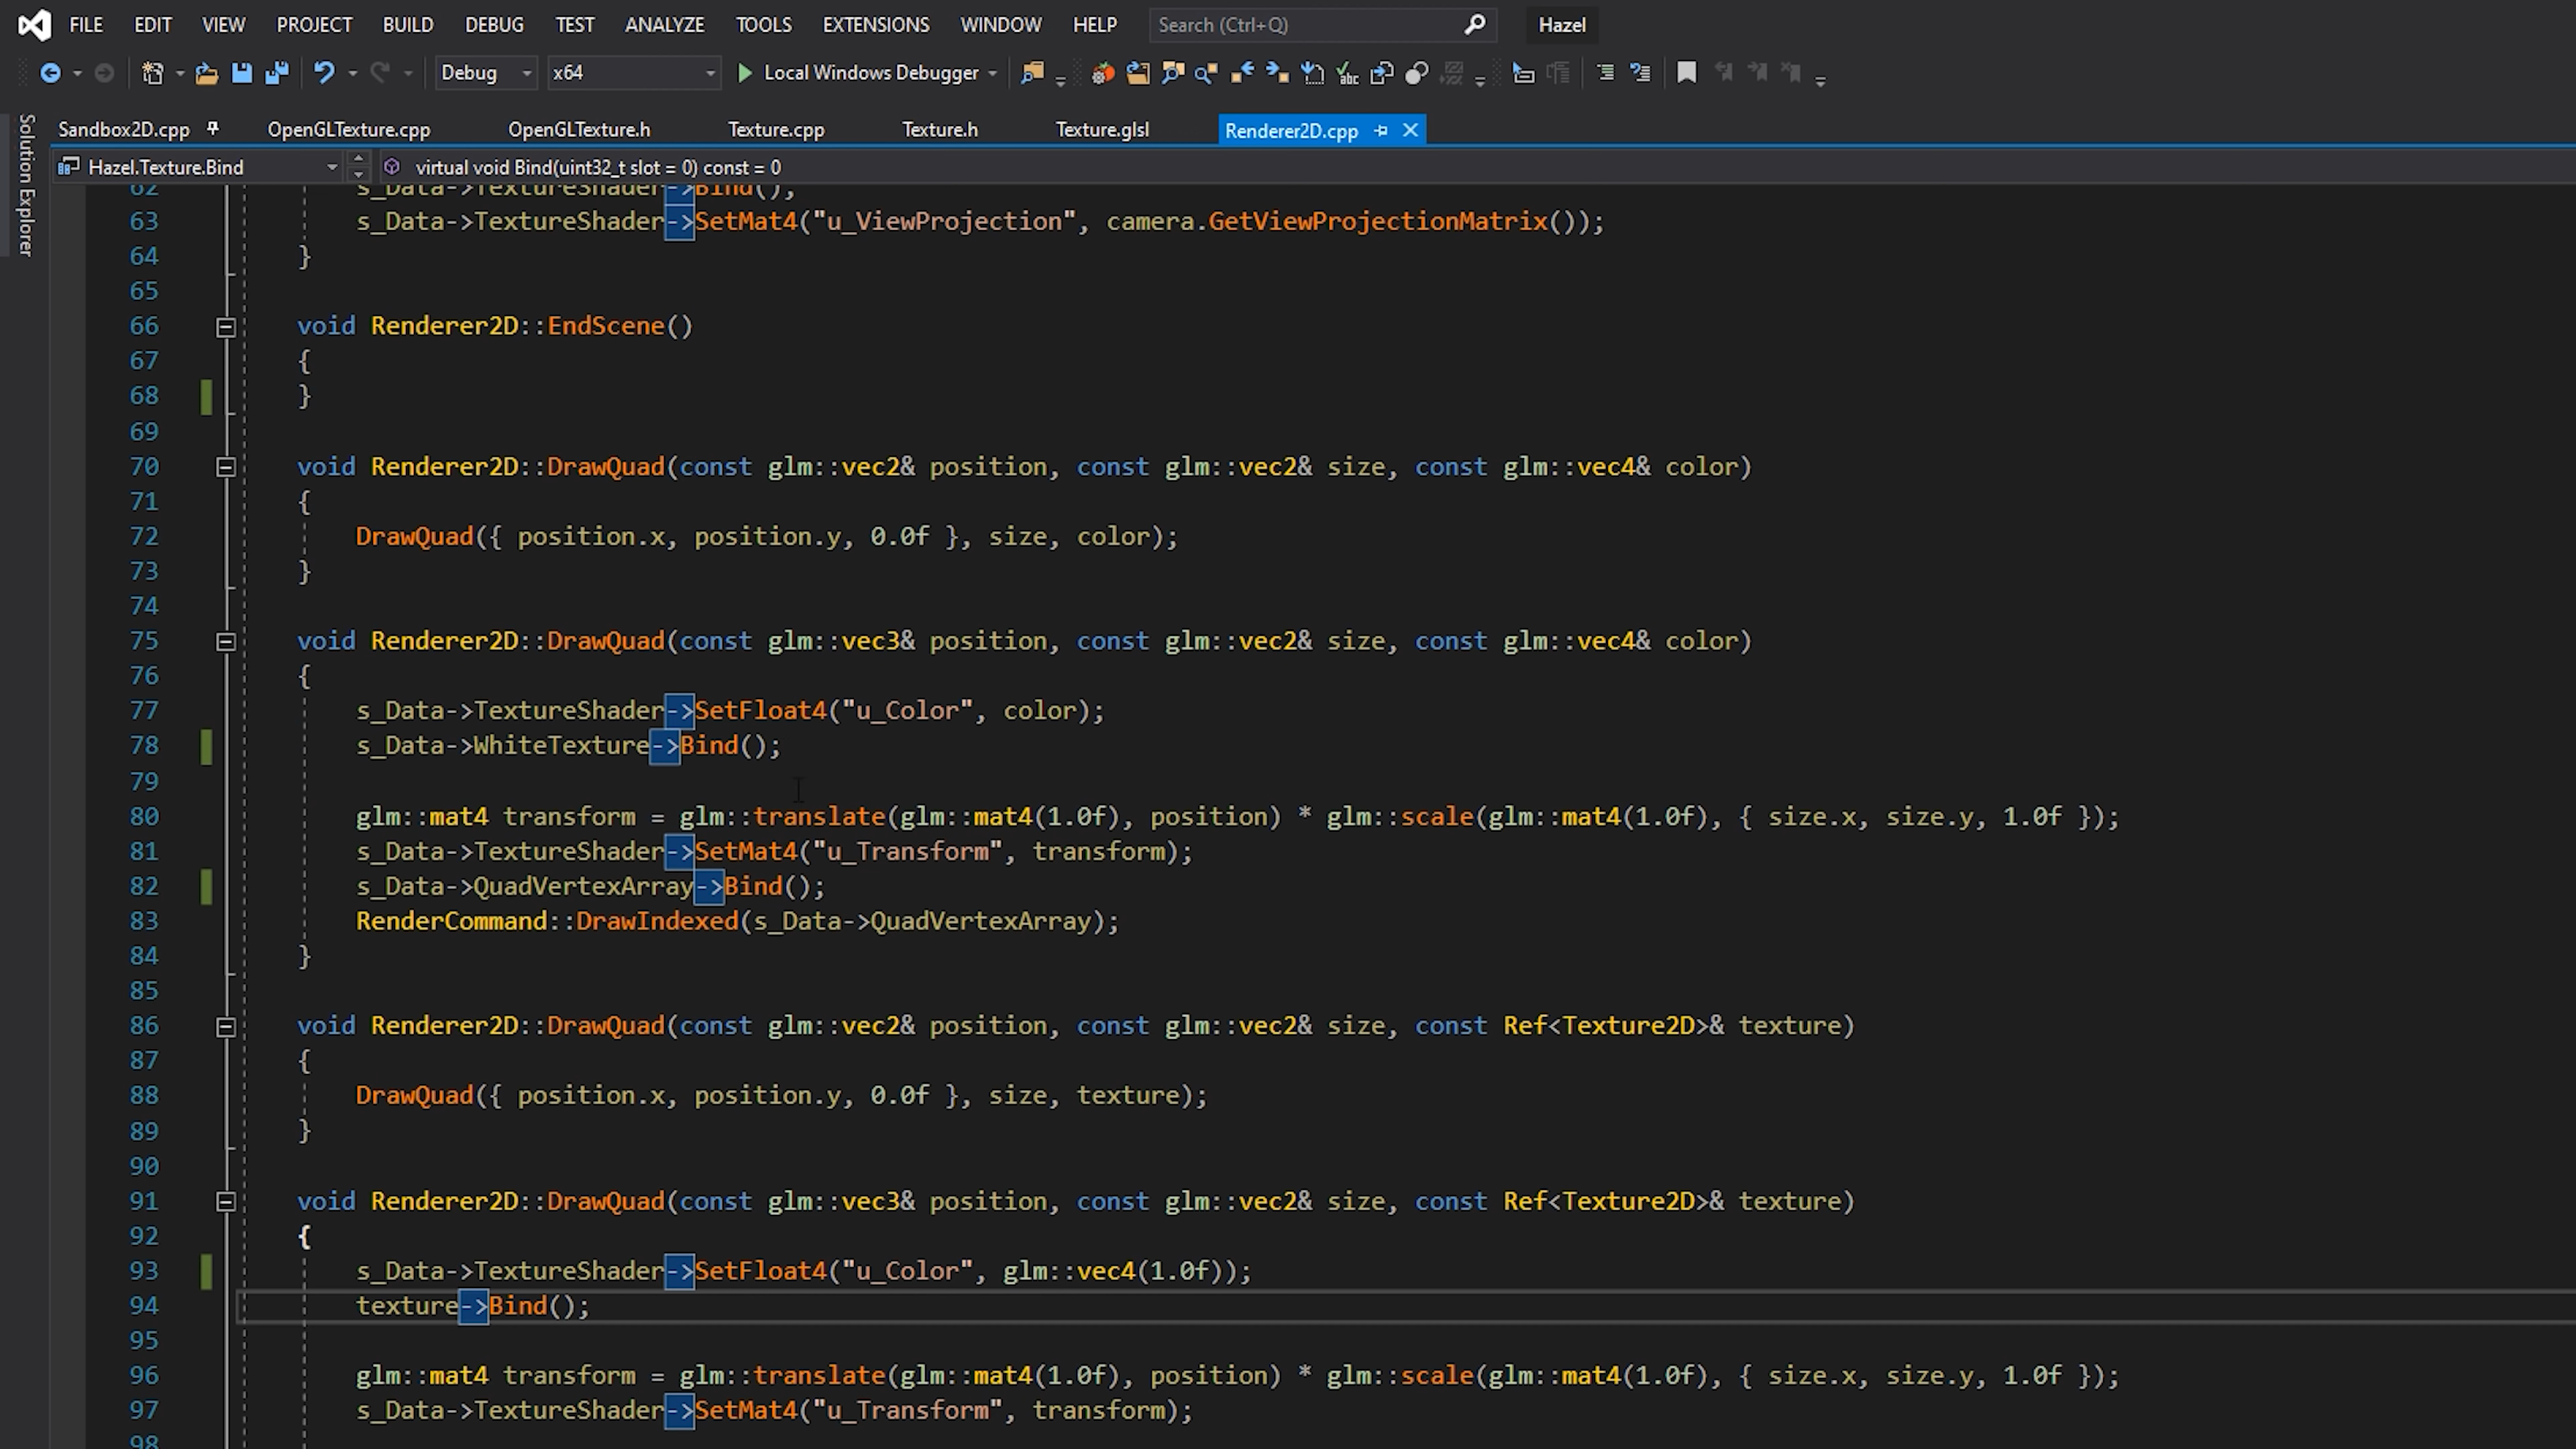 FILE EDIT VIEW PROJECT BUILD DEBUG TEST ANALYZE TOOLS EXTENSIONS WINDOW HELP Search (Ctrl+Q) Hazel
Debug x64 Local Windows Debugger
Solution Explorer
Sandbox2D.cpp OpenGLTexture.cpp OpenGLTexture.h Texture.cpp Texture.h Texture.glsl Renderer2D.cpp
Hazel.Texture.Bind virtual void Bind(uint32_t slot = 0) const = 0
62 s_Data->TextureShader->Bind();
63 s_Data->TextureShader->SetMat4("u_ViewProjection", camera.GetViewProjectionMatrix());
64 }
65
66 void Renderer2D::EndScene()
67 {
68 }
69
70 void Renderer2D::DrawQuad(const glm::vec2& position, const glm::vec2& size, const glm::vec4& color)
71 {
72 DrawQuad({ position.x, position.y, 0.0f }, size, color);
73 }
74
75 void Renderer2D::DrawQuad(const glm::vec3& position, const glm::vec2& size, const glm::vec4& color)
76 {
77 s_Data->TextureShader->SetFloat4("u_Color", color);
78 s_Data->WhiteTexture->Bind();
79
80 glm::mat4 transform = glm::translate(glm::mat4(1.0f), position) * glm::scale(glm::mat4(1.0f), { size.x, size.y, 1.0f });
81 s_Data->TextureShader->SetMat4("u_Transform", transform);
82 s_Data->QuadVertexArray->Bind();
83 RenderCommand::DrawIndexed(s_Data->QuadVertexArray);
84 }
85
86 void Renderer2D::DrawQuad(const glm::vec2& position, const glm::vec2& size, const Ref<Texture2D>& texture)
87 {
88 DrawQuad({ position.x, position.y, 0.0f }, size, texture);
89 }
90
91 void Renderer2D::DrawQuad(const glm::vec3& position, const glm::vec2& size, const Ref<Texture2D>& texture)
92 {
93 s_Data->TextureShader->SetFloat4("u_Color", glm::vec4(1.0f));
94 texture->Bind();
95
96 glm::mat4 transform = glm::translate(glm::mat4(1.0f), position) * glm::scale(glm::mat4(1.0f), { size.x, size.y, 1.0f });
97 s_Data->TextureShader->SetMat4("u_Transform", transform);
98